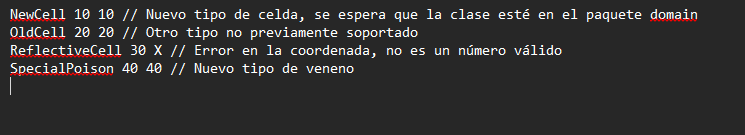 NewCell 10 10 // Nuevo tipo de celda, se espera que la clase esté en el paquete domain
OldCell 20 20 // Otro tipo no previamente soportado
ReflectiveCell 30 X // Error en la coordenada, no es un número válido
SpecialPoison 40 40 // Nuevo tipo de veneno